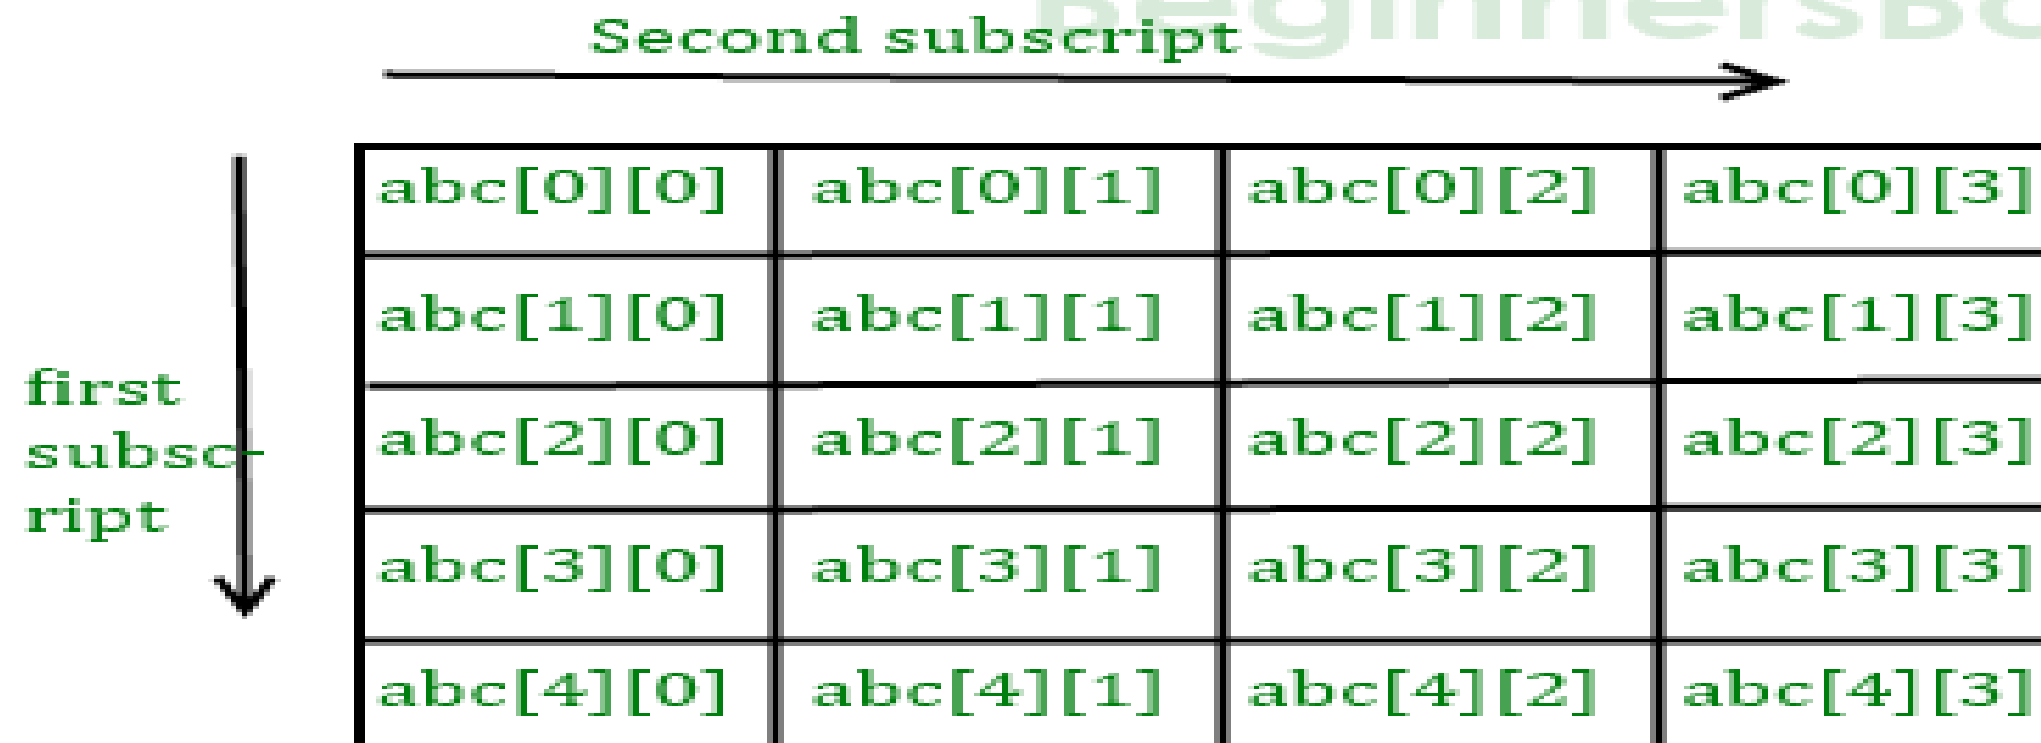 Second subscript
abc[0][0] abc[0][1] abc[0][2] abc[0][3]
abc[1][0] abc[1][1] abc[1][2] abc[1][3]
first
subsc-
ript
abc[2][0] abc[2][1] abc[2][2] abc[2][3]
abc[3][0] abc[3][1] abc[3][2] abc[3][3]
abc[4][0] abc[4][1] abc[4][2] abc[4][3]